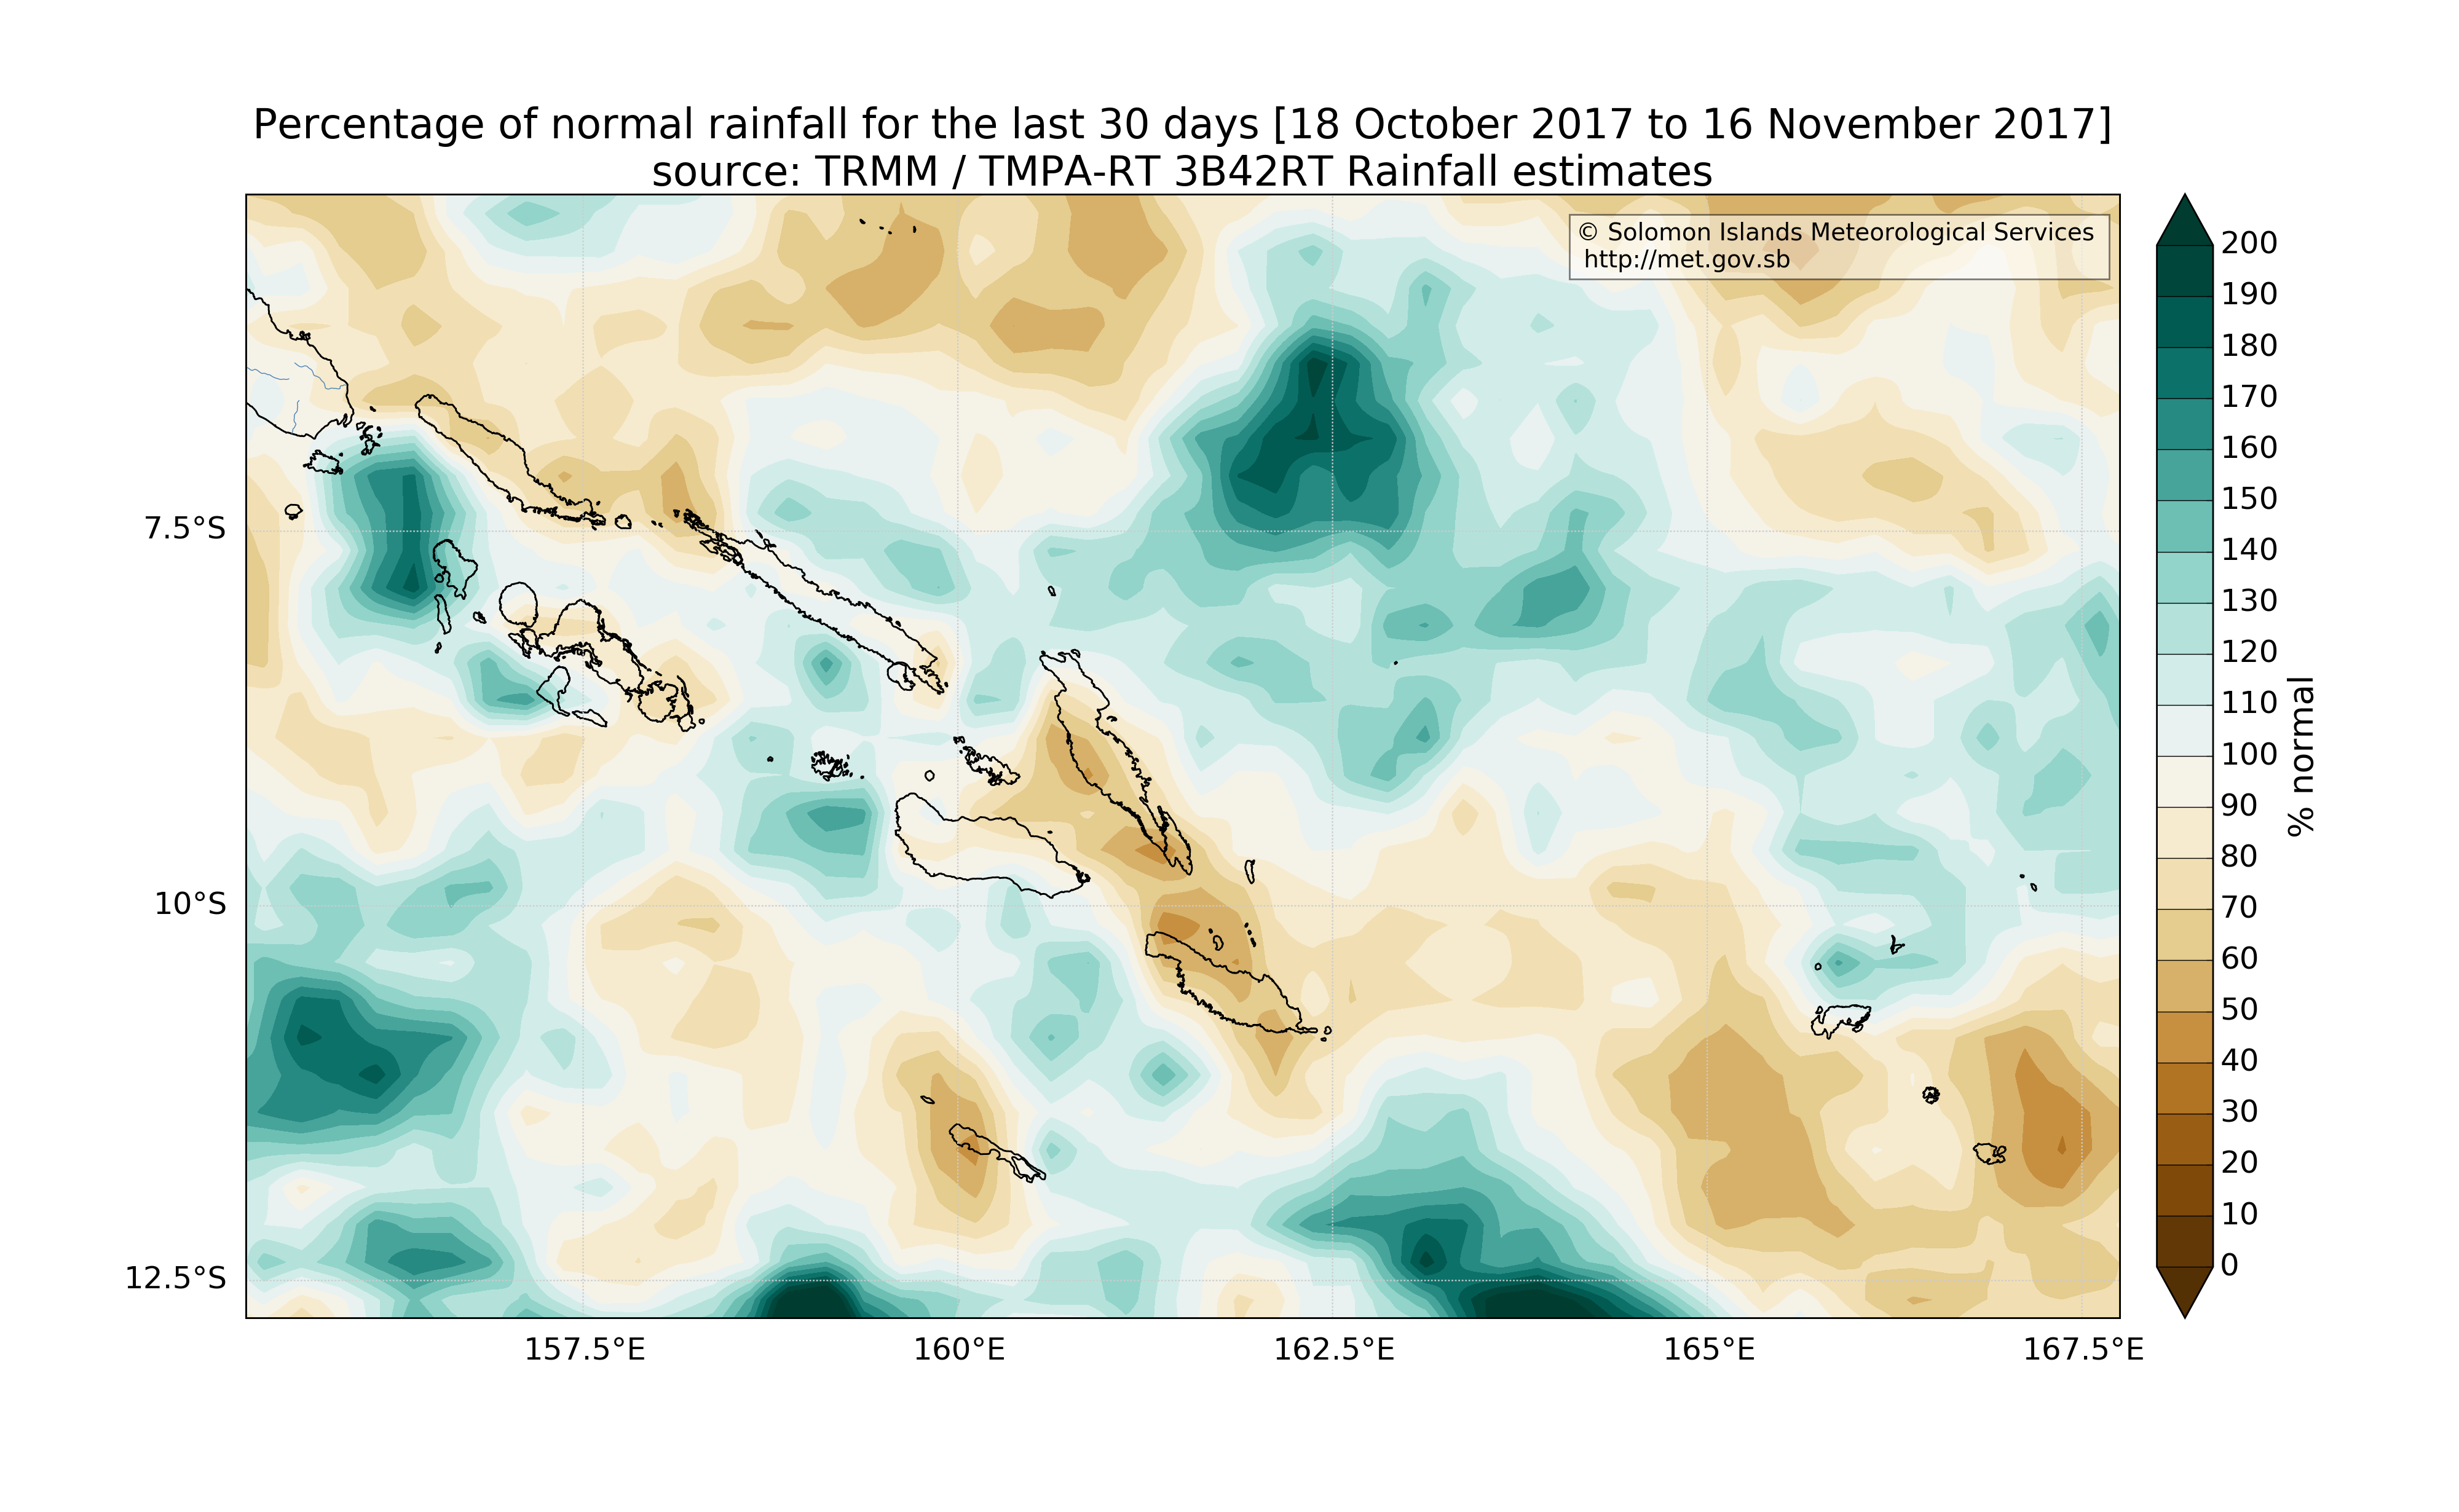 Percentage of normal rainfall for the last 30 days [18 October 2017 to 16 November 2017]
source: TRMM / TMPA-RT 3B42RT Rainfall estimates
© Solomon Islands Meteorological Services
http://met.gov.sb
7.5°S
10°S
12.5°S
157.5°E
160°E
162.5°E
165°E
167.5°E
200
190
180
170
160
150
140
130
120
110
100
90
80
70
60
50
40
30
20
10
0
% normal